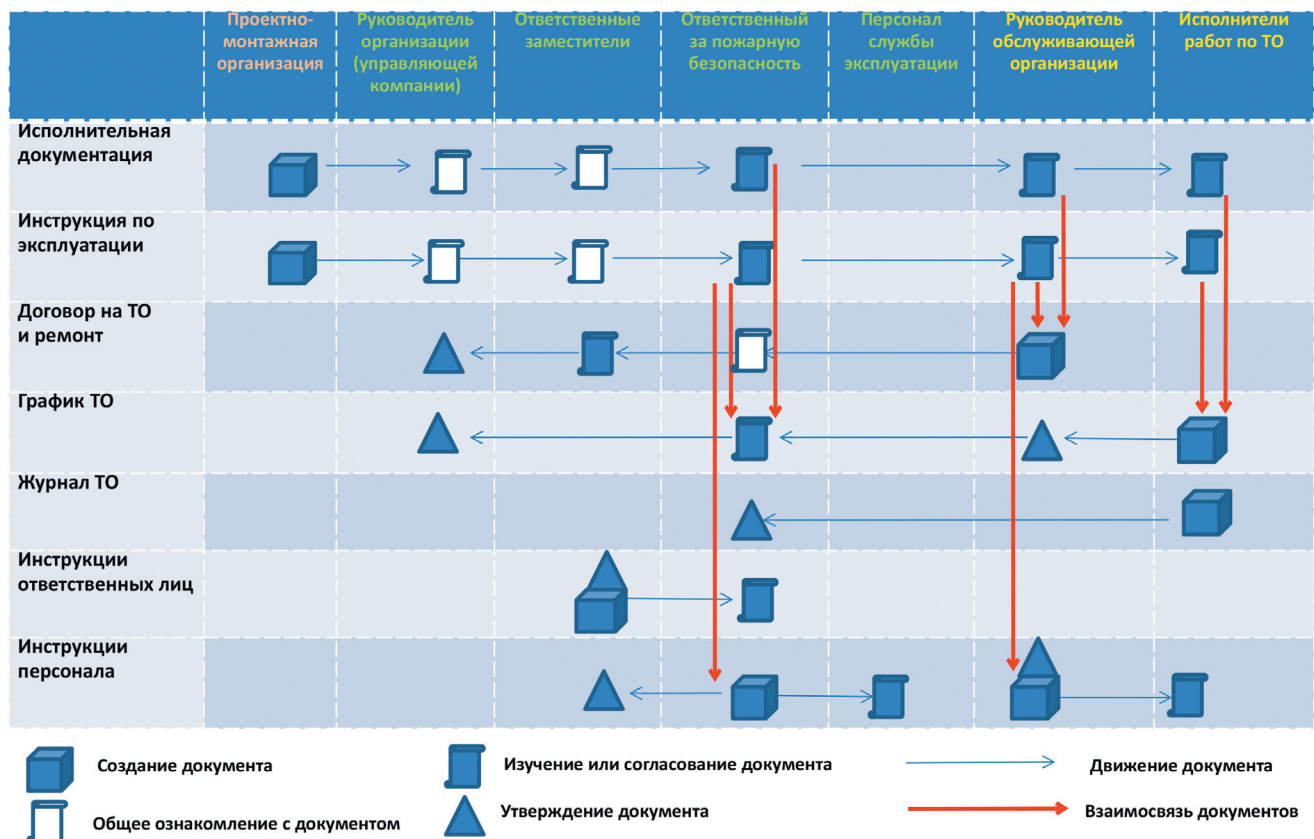 Проектно-
монтажная
организация
Руководитель
организации
(управляющей
компании)
Ответственные
заместители
Ответственный
за пожарную
безопасность
Персонал
службы
эксплуатации
Руководитель
обслуживающей
организации
Исполнители
работ по ТО
Исполнительная
документация
Инструкция по
эксплуатации
Договор на ТО
и ремонт
График ТО
Журнал ТО
Инструкции
ответственных лиц
Инструкции
персонала
Создание документа
Изучение или согласование документа
Движение документа
Общее ознакомление с документом
Утверждение документа
Взаимосвязь документов